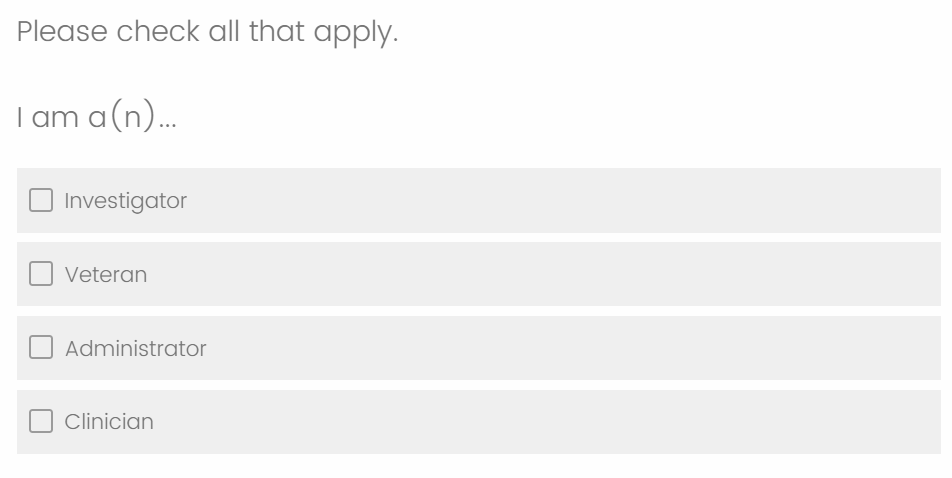 Please check all that apply.
I am a(n)...
Investigator
Veteran
Administrator
Clinician